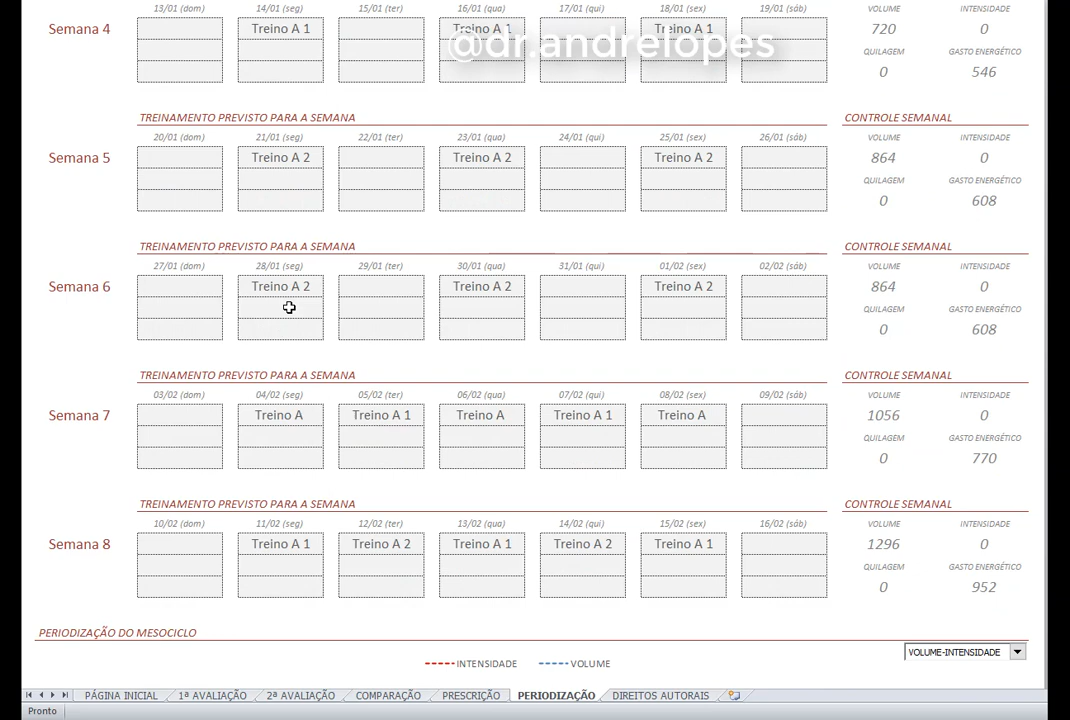 13/01 (dom) 14/01 (seg) 15/01 (ter) 16/01 (qua) 17/01 (qui) 18/01 (sex) 19/01 (sáb) VOLUME INTENSIDADE
Semana 4 Treino A 1 Treino A 1 Treino A 1 720 0
@dr.andrelopes
QUILAGEM GASTO ENERGÉTICO
0 546
TREINAMENTO PREVISTO PARA A SEMANA CONTROLE SEMANAL
20/01 (dom) 21/01 (seg) 22/01 (ter) 23/01 (qua) 24/01 (qui) 25/01 (sex) 26/01 (sáb) VOLUME INTENSIDADE
Semana 5 Treino A 2 Treino A 2 Treino A 2 864 0
QUILAGEM GASTO ENERGÉTICO
0 608
TREINAMENTO PREVISTO PARA A SEMANA CONTROLE SEMANAL
27/01 (dom) 28/01 (seg) 29/01 (ter) 30/01 (qua) 31/01 (qui) 01/02 (sex) 02/02 (sáb) VOLUME INTENSIDADE
Semana 6 Treino A 2 Treino A 2 Treino A 2 864 0
QUILAGEM GASTO ENERGÉTICO
0 608
TREINAMENTO PREVISTO PARA A SEMANA CONTROLE SEMANAL
03/02 (dom) 04/02 (seg) 05/02 (ter) 06/02 (qua) 07/02 (qui) 08/02 (sex) 09/02 (sáb) VOLUME INTENSIDADE
Semana 7 Treino A Treino A 1 Treino A Treino A 1 Treino A 1056 0
QUILAGEM GASTO ENERGÉTICO
0 770
TREINAMENTO PREVISTO PARA A SEMANA CONTROLE SEMANAL
10/02 (dom) 11/02 (seg) 12/02 (ter) 13/02 (qua) 14/02 (qui) 15/02 (sex) 16/02 (sáb) VOLUME INTENSIDADE
Semana 8 Treino A 1 Treino A 2 Treino A 1 Treino A 2 Treino A 1 1296 0
QUILAGEM GASTO ENERGÉTICO
0 952
PERIODIZAÇÃO DO MESOCICLO
VOLUME-INTENSIDADE
INTENSIDADE VOLUME
PÁGINA INICIAL 1ª AVALIAÇÃO 2ª AVALIAÇÃO COMPARAÇÃO PRESCRIÇÃO PERIODIZAÇÃO DIREITOS AUTORAIS
Pronto